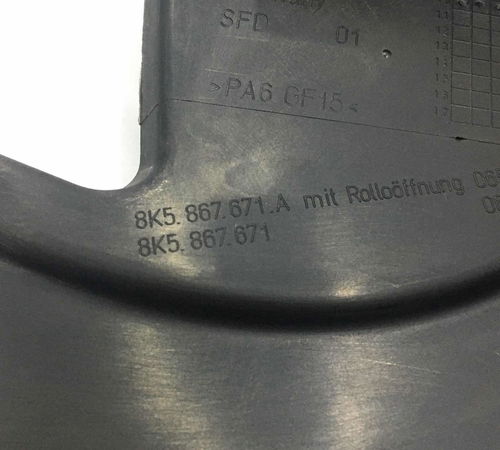 SFD 01
>PA6 GF15<
8K5.867.671.A mit Rolloöffnung
8K5.867.671